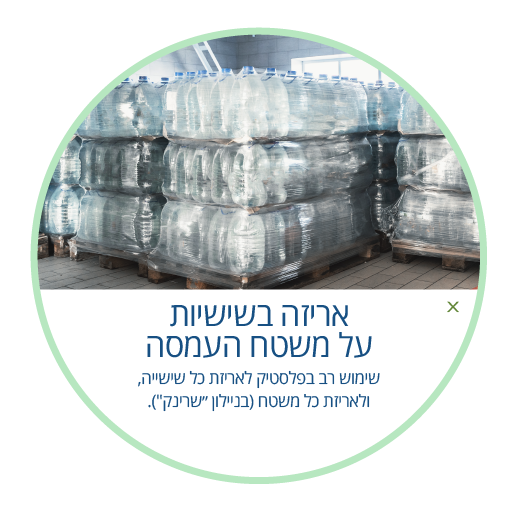 אריזה בשישיות
על משטח העמסה
שימוש רב בפלסטיק לאריזת כל שישייה,
ולאריזת כל משטח (בניילון ״שרינק").